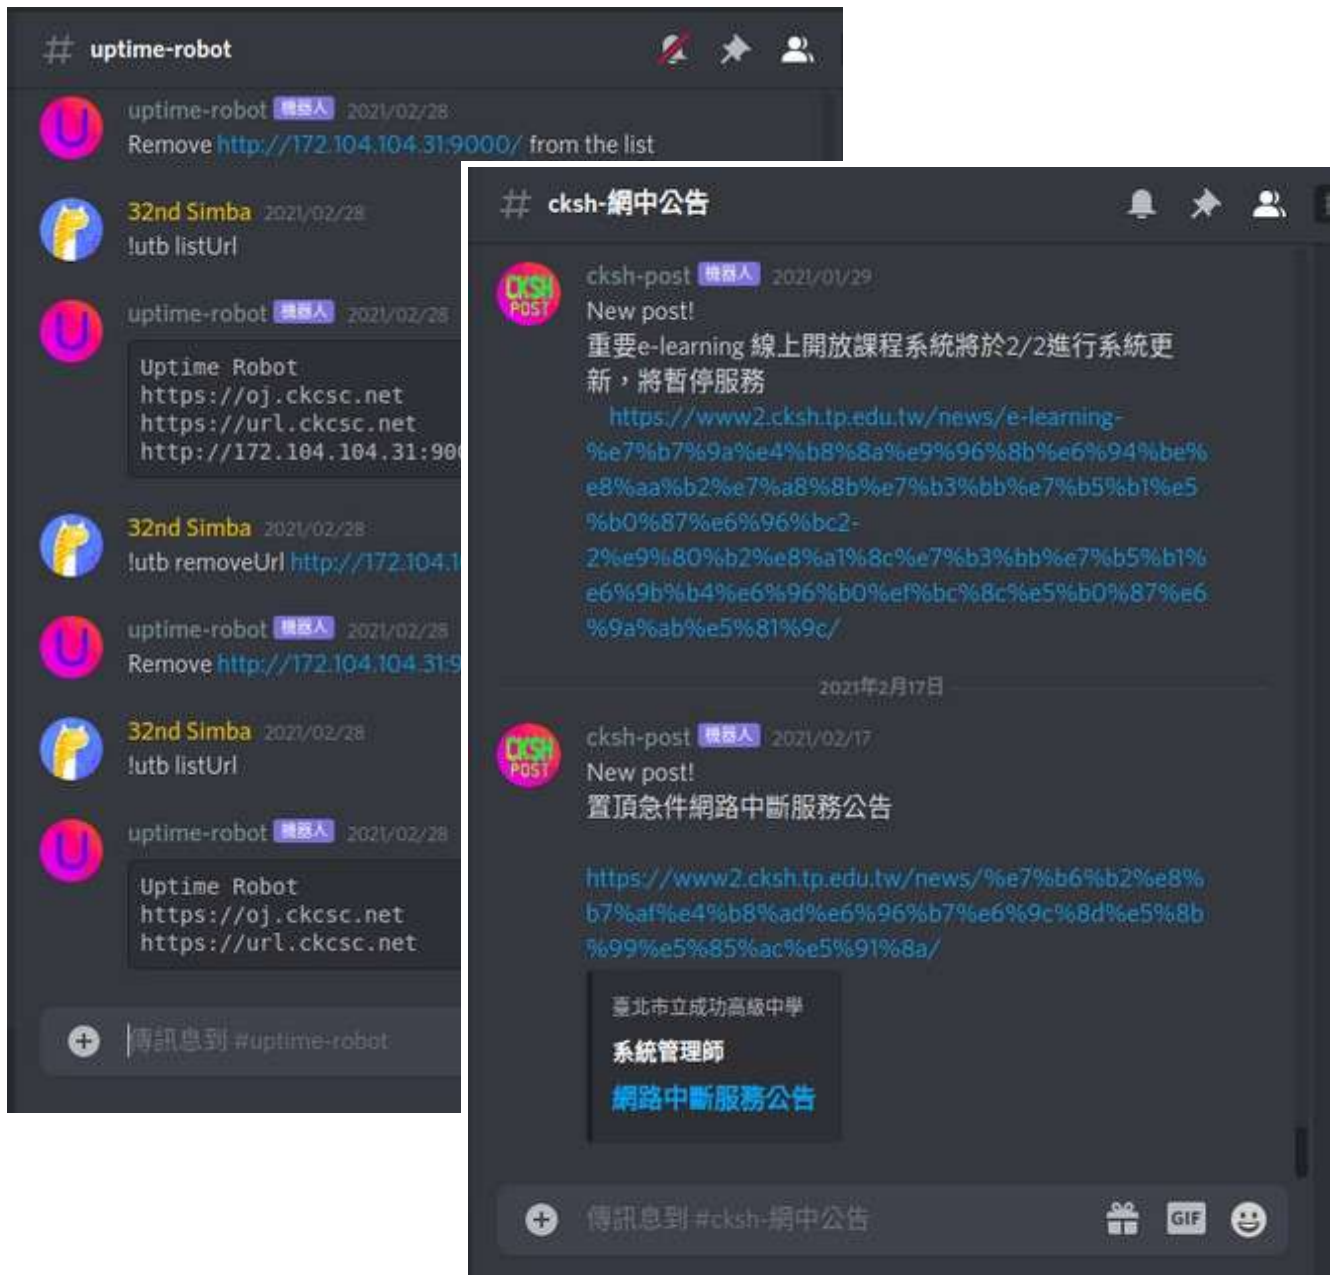 uptime-robot
uptime-robot 機器人 2021/02/28
Remove http://172.104.104.31:9000/ from the list
32nd Simba 2021/02/28
!utb listUrl
uptime-robot 機器人 2021/02/28
Uptime Robot
https://oj.ckcsc.net
https://url.ckcsc.net
http://172.104.104.31:900
32nd Simba 2021/02/28
!utb removeUrl http://172.104.1
uptime-robot 機器人 2021/02/28
Remove http://172.104.104.31:9
32nd Simba 2021/02/28
!utb listUrl
uptime-robot 機器人 2021/02/28
Uptime Robot
https://oj.ckcsc.net
https://url.ckcsc.net
傳訊息到 #uptime-robot
cksh-網中公告
CKSH
POST
cksh-post 機器人 2021/01/29
New post!
重要e-learning 線上開放課程系統將於2/2進行系統更
新，將暫停服務
https://www2.cksh.tp.edu.tw/news/e-learning-
%e7%b7%9a%e4%b8%8a%e9%96%8b%e6%94%be%
e8%aa%b2%e7%a8%8b%e7%b3%bb%e7%b5%b1%e5
%b0%87%e6%96%bc2-
2%e9%80%b2%e8%a1%8c%e7%b3%bb%e7%b5%b1%
e6%9b%b4%e6%96%b0%ef%bc%8c%e5%b0%87%e6
%9a%ab%e5%81%9c/
2021年2月17日
CKSH
POST
cksh-post 機器人 2021/02/17
New post!
置頂急件網路中斷服務公告
https://www2.cksh.tp.edu.tw/news/%e7%b6%b2%e8%
b7%af%e4%b8%ad%e6%96%b7%e6%9c%8d%e5%8b
%99%e5%85%ac%e5%91%8a/
臺北市立成功高級中學
系統管理師
網路中斷服務公告
傳訊息到 #cksh-網中公告
GIF